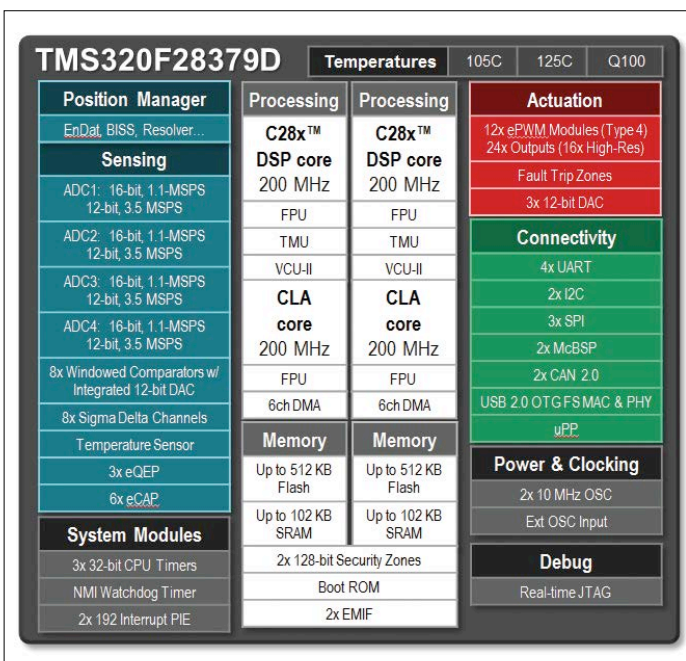 TMS320F28379D
Temperatures
105C
125C
Q100
Position Manager
EnDat, BISS, Resolver...
Sensing
ADC1: 16-bit, 1.1-MSPS
12-bit, 3.5 MSPS
ADC2: 16-bit, 1.1-MSPS
12-bit, 3.5 MSPS
ADC3: 16-bit, 1.1-MSPS
12-bit, 3.5 MSPS
ADC4: 16-bit, 1.1-MSPS
12-bit, 3.5 MSPS
8x Windowed Comparators w/
Integrated 12-bit DAC
8x Sigma Delta Channels
Temperature Sensor
3x eQEP
6x eCAP
System Modules
3x 32-bit CPU Timers
NMI Watchdog Timer
2x 192 Interrupt PIE
Processing
C28x™
DSP core
200 MHz
FPU
TMU
VCU-II
CLA
core
200 MHz
FPU
6ch DMA
Memory
Up to 512 KB
Flash
Up to 102 KB
SRAM
Processing
C28x™
DSP core
200 MHz
FPU
TMU
VCU-II
CLA
core
200 MHz
FPU
6ch DMA
Memory
Up to 512 KB
Flash
Up to 102 KB
SRAM
2x 128-bit Security Zones
Boot ROM
2x EMIF
Actuation
12x ePWM Modules (Type 4)
24x Outputs (16x High-Res)
Fault Trip Zones
3x 12-bit DAC
Connectivity
4x UART
2x I2C
3x SPI
2x McBSP
2x CAN 2.0
USB 2.0 OTG FS MAC & PHY
uPP
Power & Clocking
2x 10 MHz OSC
Ext OSC Input
Debug
Real-time JTAG